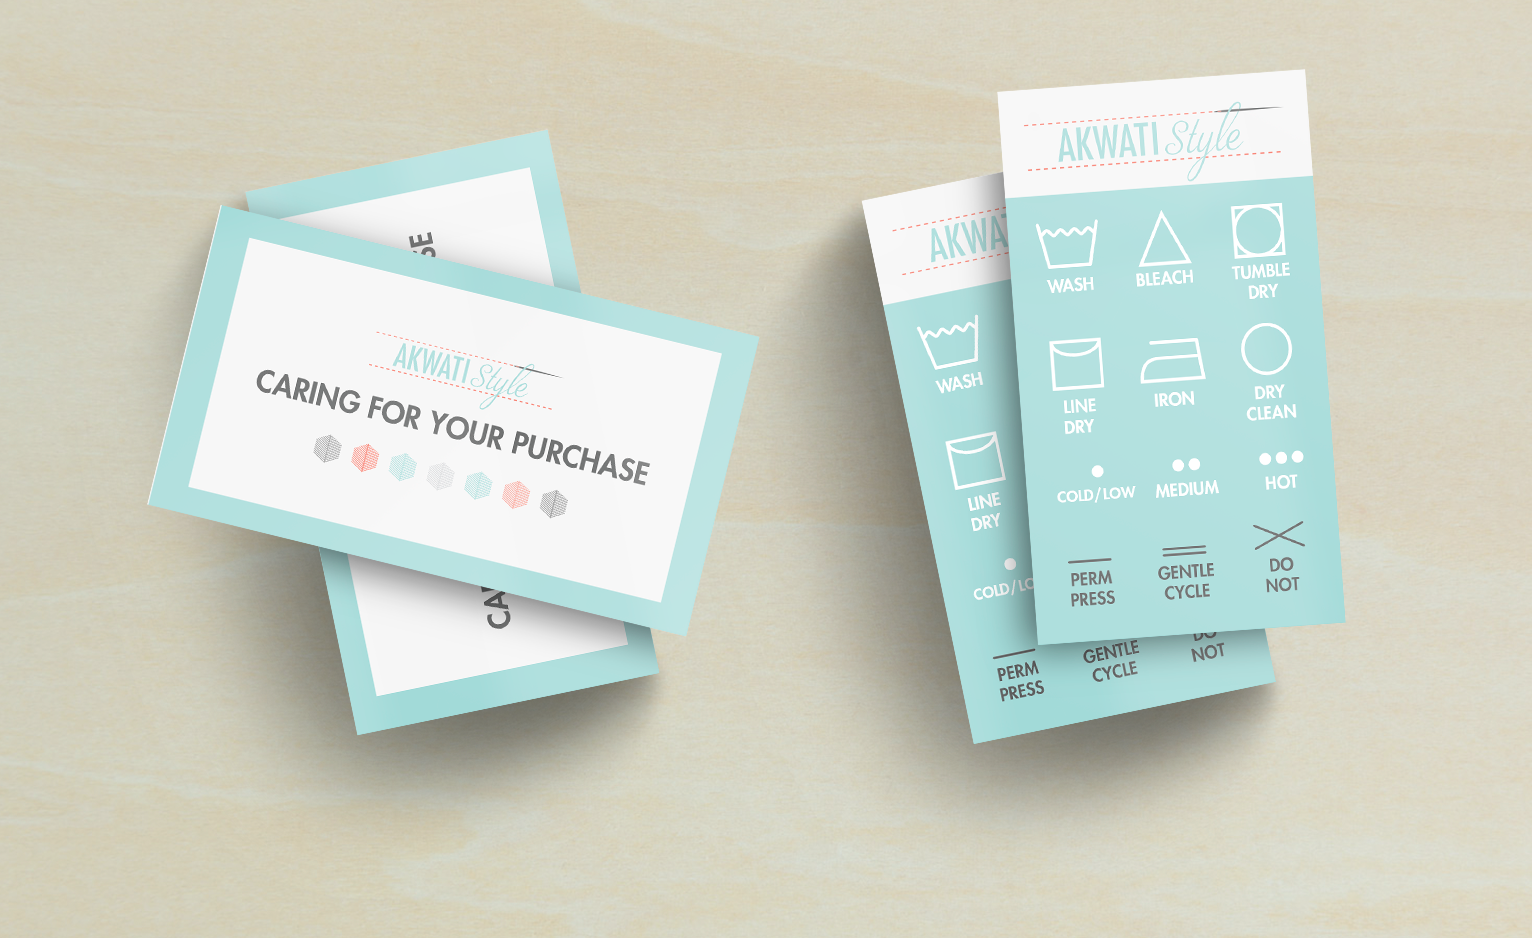 SE
AKWATI Style
CARING FOR YOUR PURCHASE
CA
AKWATI Style
WASH
BLEACH
TUMBLE
DRY
LINE
DRY
IRON
DRY
CLEAN
COLD/LOW
MEDIUM
HOT
PERM
PRESS
GENTLE
CYCLE
DO
NOT
AKWA
WASH
LINE
DRY
COLD/LO
PERM
PRESS
GENTLE
CYCLE
DO
NOT